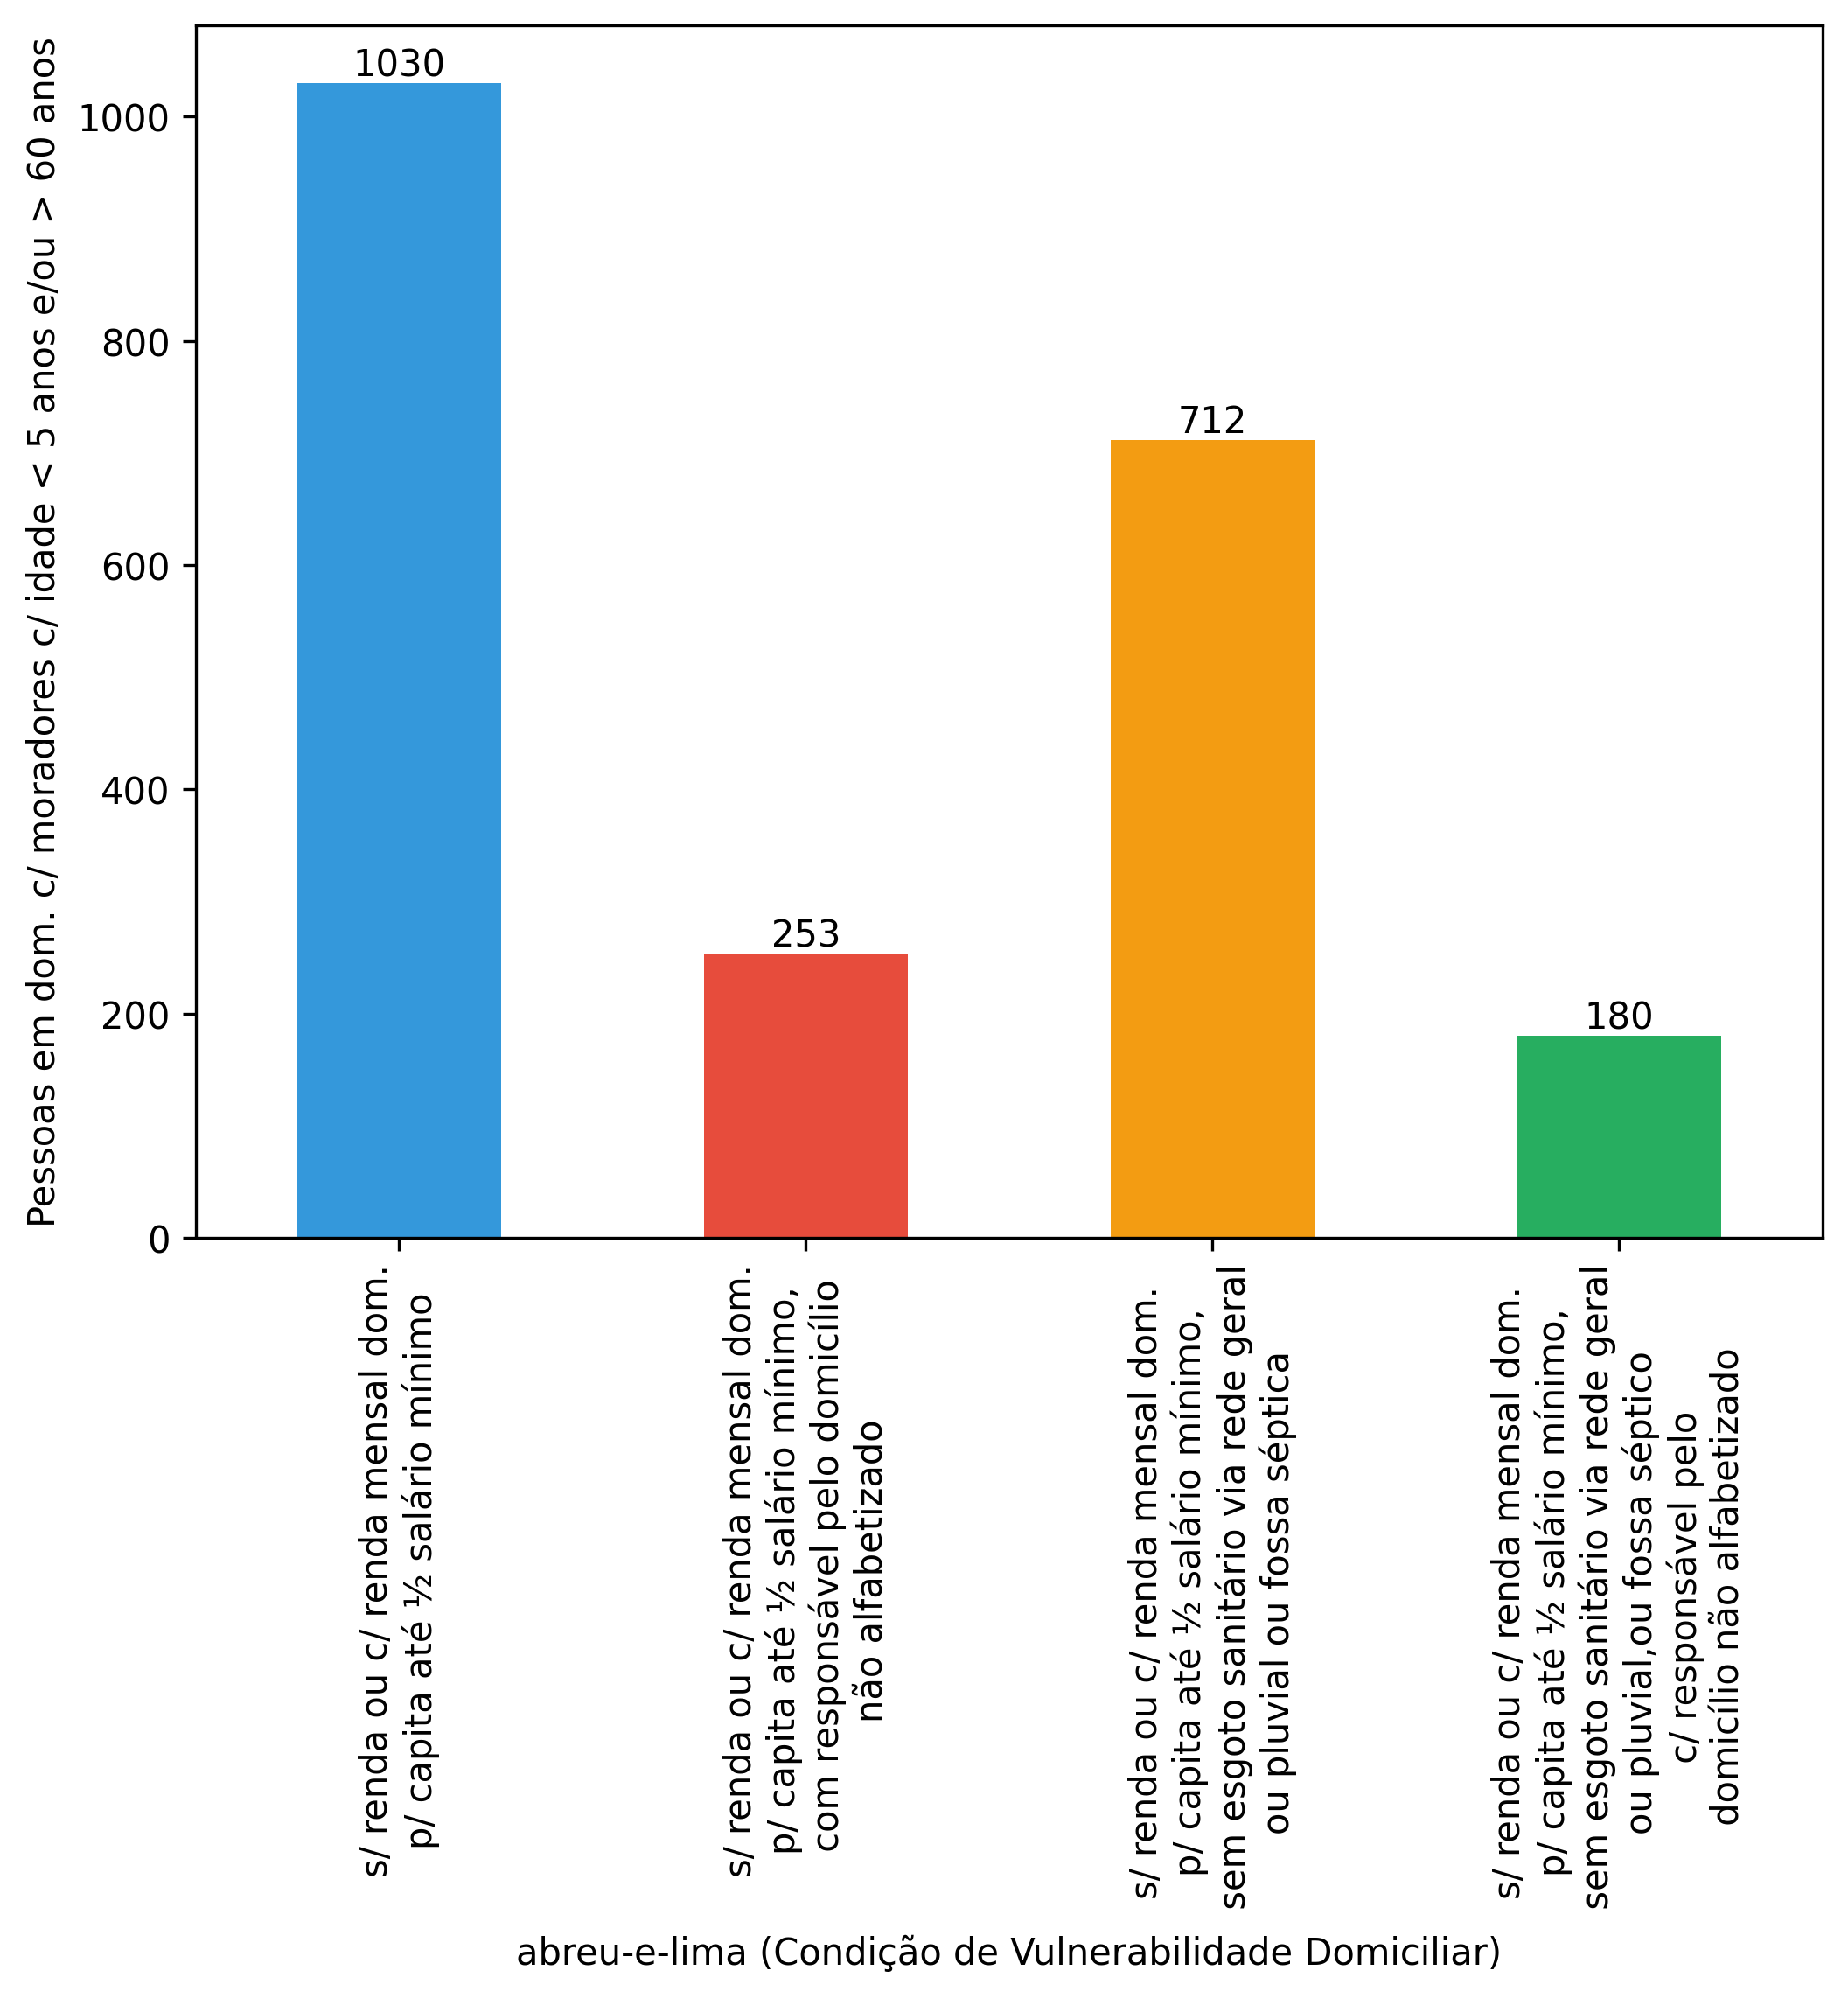 Pessoas em dom. c/ moradores c/ idade < 5 anos e/ou > 60 anos
1000
800
600
400
200
0
1030
253
712
180
s/ renda ou c/ renda mensal dom.
p/ capita até ½ salário mínimo
s/ renda ou c/ renda mensal dom.
p/ capita até ½ salário mínimo,
com responsável pelo domicílio
não alfabetizado
s/ renda ou c/ renda mensal dom.
p/ capita até ½ salário mínimo,
sem esgoto sanitário via rede geral
ou pluvial ou fossa séptica
s/ renda ou c/ renda mensal dom.
p/ capita até ½ salário mínimo,
sem esgoto sanitário via rede geral
ou pluvial,ou fossa séptico
c/ responsável pelo
domicílio não alfabetizado
abreu-e-lima (Condição de Vulnerabilidade Domiciliar)